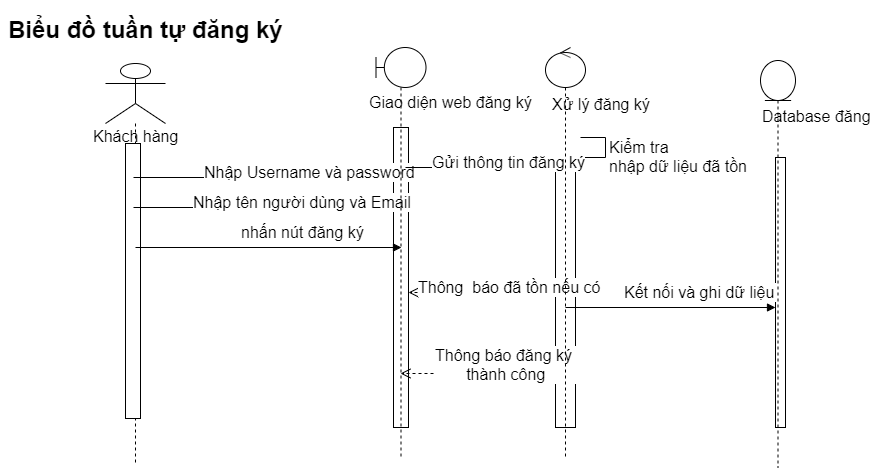 Biểu đồ tuần tự đăng ký
Khách hàng
Giao diện web đăng ký
Xử lý đăng ký
Database đăng
Kiểm tra
nhập dữ liệu đã tồn
Gửi thông tin đăng ký
Nhập Username và password
Nhập tên người dùng và Email
nhấn nút đăng ký
Thông báo đã tồn nếu có
Kết nối và ghi dữ liệu
Thông báo đăng ký
thành công